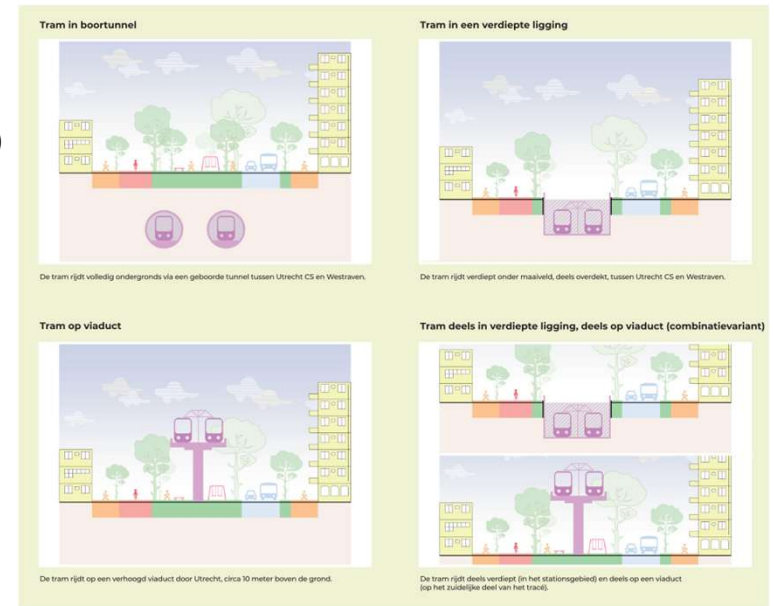 Tram in boortunnel
De tram rijdt volledig ondergronds via een geboorde tunnel tussen Utrecht CS en Westraven.
Tram in een verdiepte ligging
De tram rijdt verdiept onder maaiveld, deels overdekt, tussen Utrecht CS en Westraven.
Tram op viaduct
De tram rijdt op een verhoogd viaduct door Utrecht, circa 10 meter boven de grond.
Tram deels in verdiepte ligging, deels op viaduct (combinatievariant)
De tram rijdt deels verdiept (in het stationsgebied) en deels op een viaduct
(op het zuidelijke deel van het tracé).